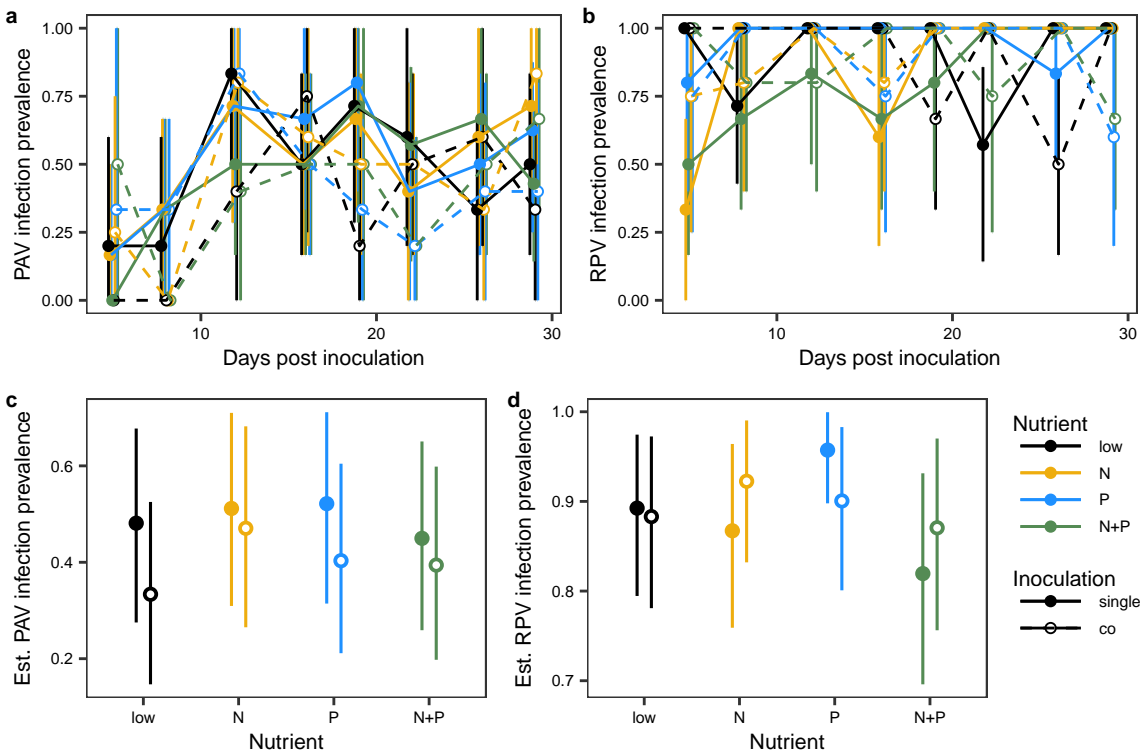 a
b
1.00
0.75
0.50
0.25
0.00
PAV infection prevalence
10
20
30
Days post inoculation
1.00
0.75
0.50
0.25
0.00
RPV infection prevalence
10
20
30
Days post inoculation
c
d
0.6
0.4
0.2
Est. PAV infection prevalence
low
N
P
N+P
Nutrient
1.0
0.9
0.8
0.7
Est. RPV infection prevalence
low
N
P
N+P
Nutrient
Nutrient
low
N
P
N+P
Inoculation
single
co